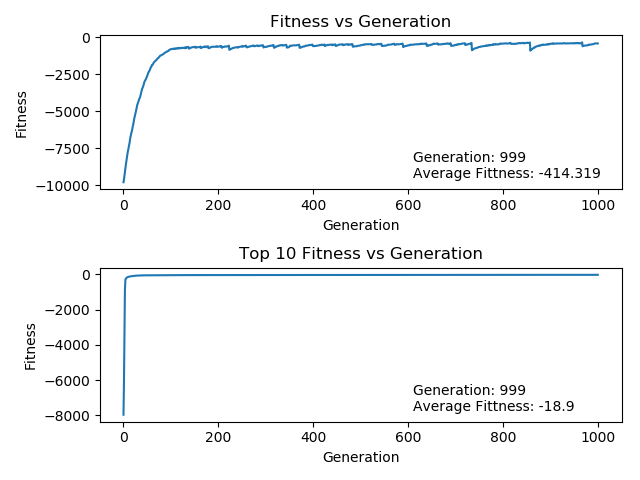 Fitness vs Generation
0
−2500
−5000
−7500
−10000
Fitness
Generation: 999
Average Fittness: -414.319
0 200 400 600 800 1000
Generation
Top 10 Fitness vs Generation
0
−2000
−4000
−6000
−8000
Fitness
Generation: 999
Average Fittness: -18.9
0 200 400 600 800 1000
Generation